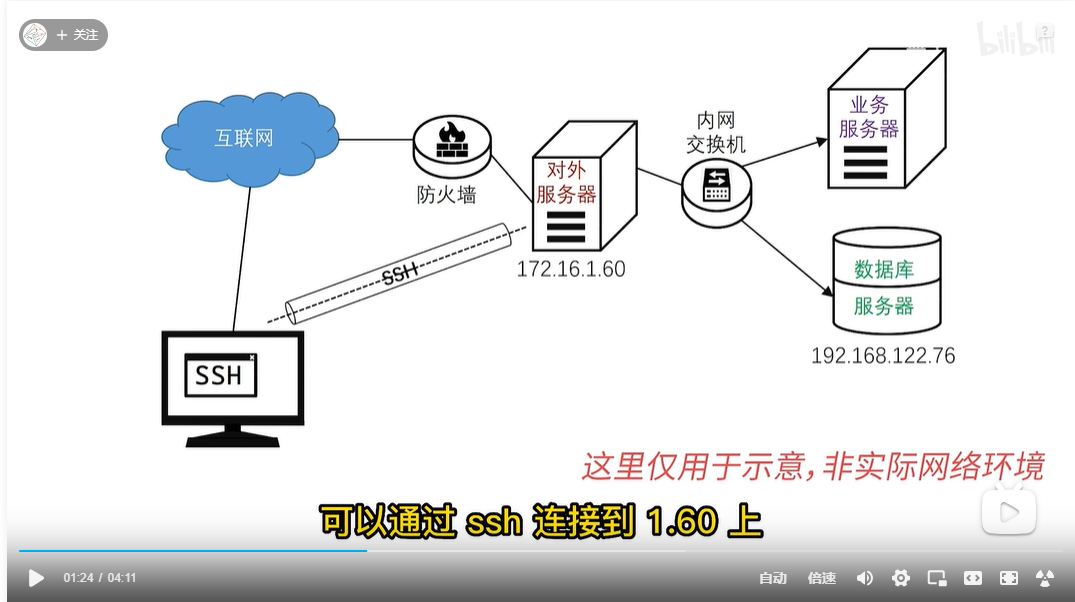 + 关注
bilibili
?
互联网
防火墙
对外
服务器
172.16.1.60
内网
交换机
业务
服务器
数据库
服务器
192.168.122.76
SSH
SSH
这里仅用于示意,非实际网络环境
可以通过 ssh 连接到 1.60 上
01:24 / 04:11
自动
倍速